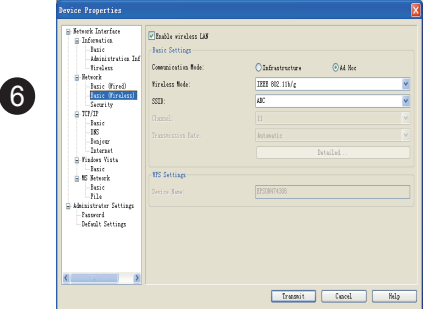 Device Properties
6
Network Interface
Information
Basic
Administration Inf
Wireless
Network
Basic (Wired)
Basic (Wireless)
Security
TCP/IP
Basic
DNS
Bonjour
Internet
Windows Vista
Basic
MS Network
Basic
File
Administrator Settings
Password
Default Settings
Enable wireless LAN
Basic Settings
Communication Mode: Infrastructure Ad Hoc
Wireless Mode: IEEE 802.11b/g
SSID: ABC
Channel: 11
Transmission Rate: Automatic
Detailed...
WPS Settings
Device Name:
Transmit Cancel Help